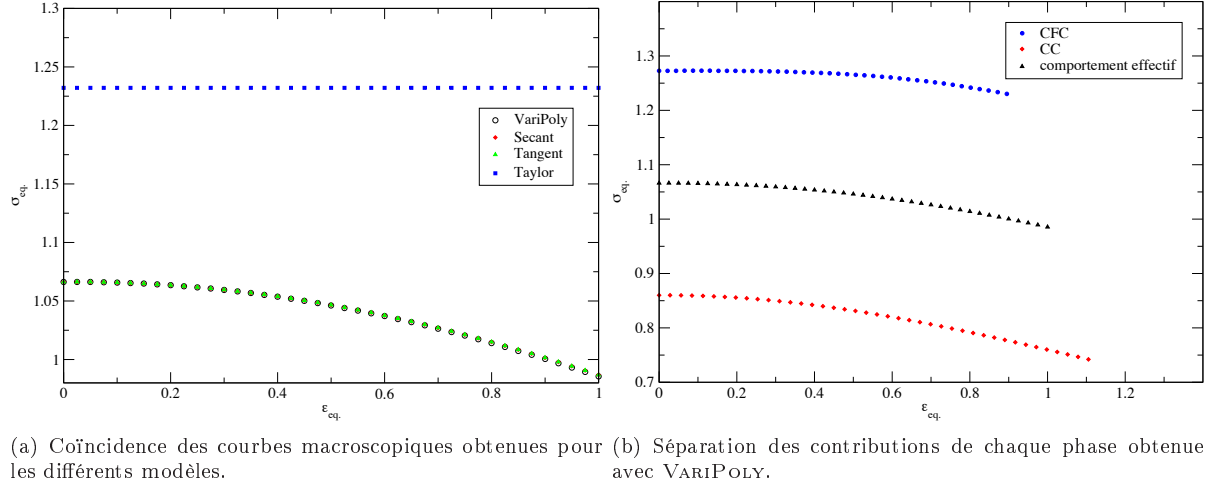 1.3
1.25
1.2
1.15
1.1
1.05
1
σeq.
0
0.2
0.4
0.6
0.8
1
εeq.
VariPoly
Secant
Tangent
Taylor
1.3
1.2
1.1
1
0.9
0.8
0.7
σeq.
0
0.2
0.4
0.6
0.8
1
1.2
εeq.
CFC
CC
comportement effectif
(a) Coïncidence des courbes macroscopiques obtenues pour
les différents modèles.
(b) Séparation des contributions de chaque phase obtenue
avec VARIPOLY.